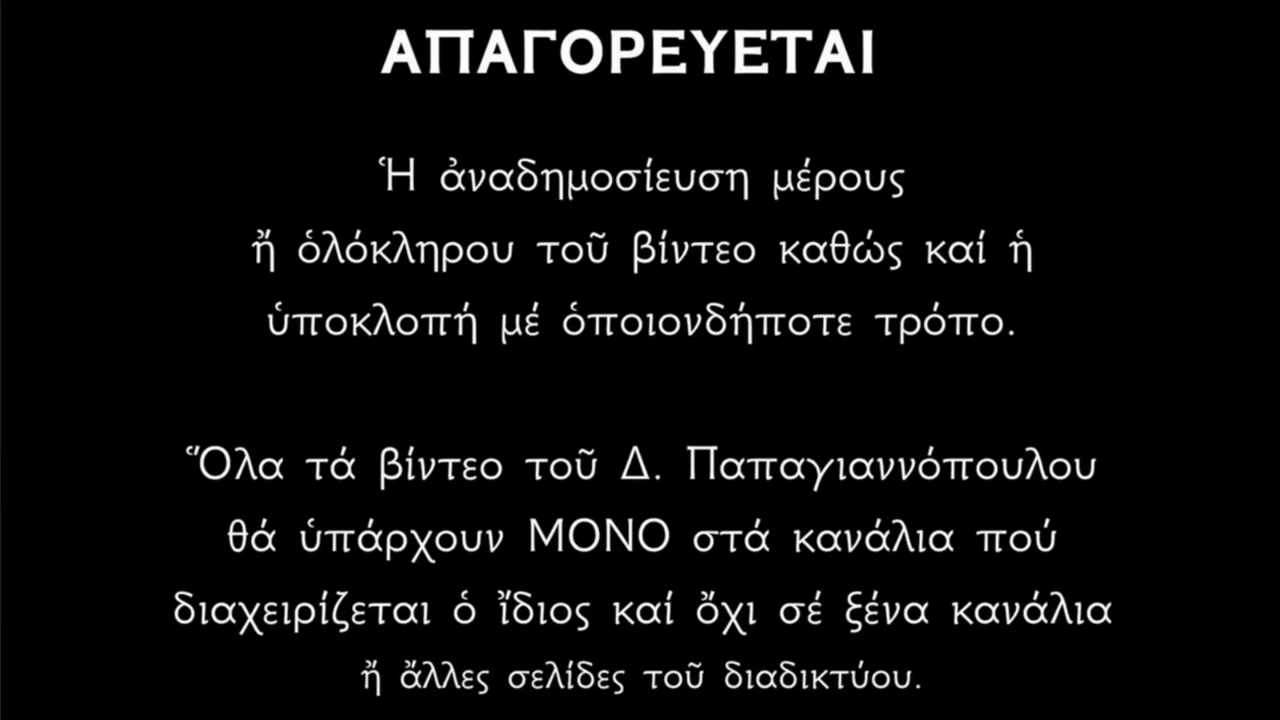 ΑΠΑΓΟΡΕΥΕΤΑΙ
Ἡ ἀναδημοσίευση μέρους
ἤ ὁλόκληρου τοῦ βίντεο καθώς καί ἡ
ὑποκλοπή μέ ὁποιονδήποτε τρόπο.
Ὅλα τά βίντεο τοῦ Δ. Παπαγιαννόπουλου
θά ὑπάρχουν ΜΟΝΟ στά κανάλια πού
διαχειρίζεται ὁ ἴδιος καί ὄχι σέ ξένα κανάλια
ἤ ἄλλες σελίδες τοῦ διαδικτύου.